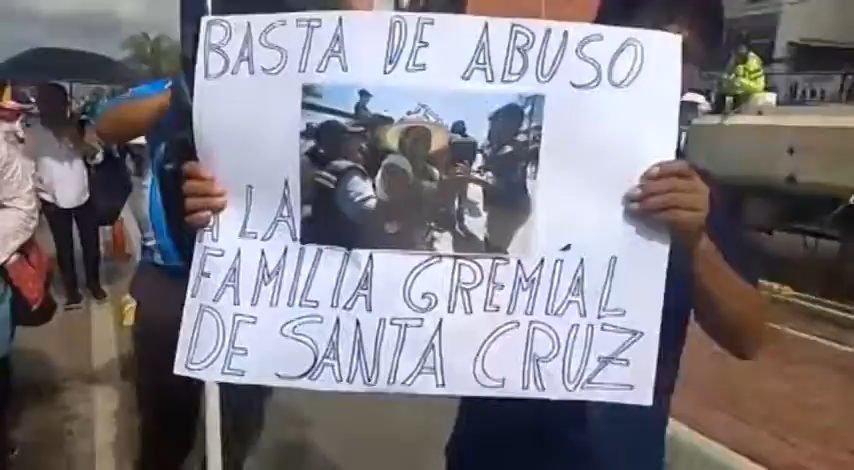 BASTA DE ABUSO
A LA
FAMILIA GREMIAL
DE SANTA CRUZ